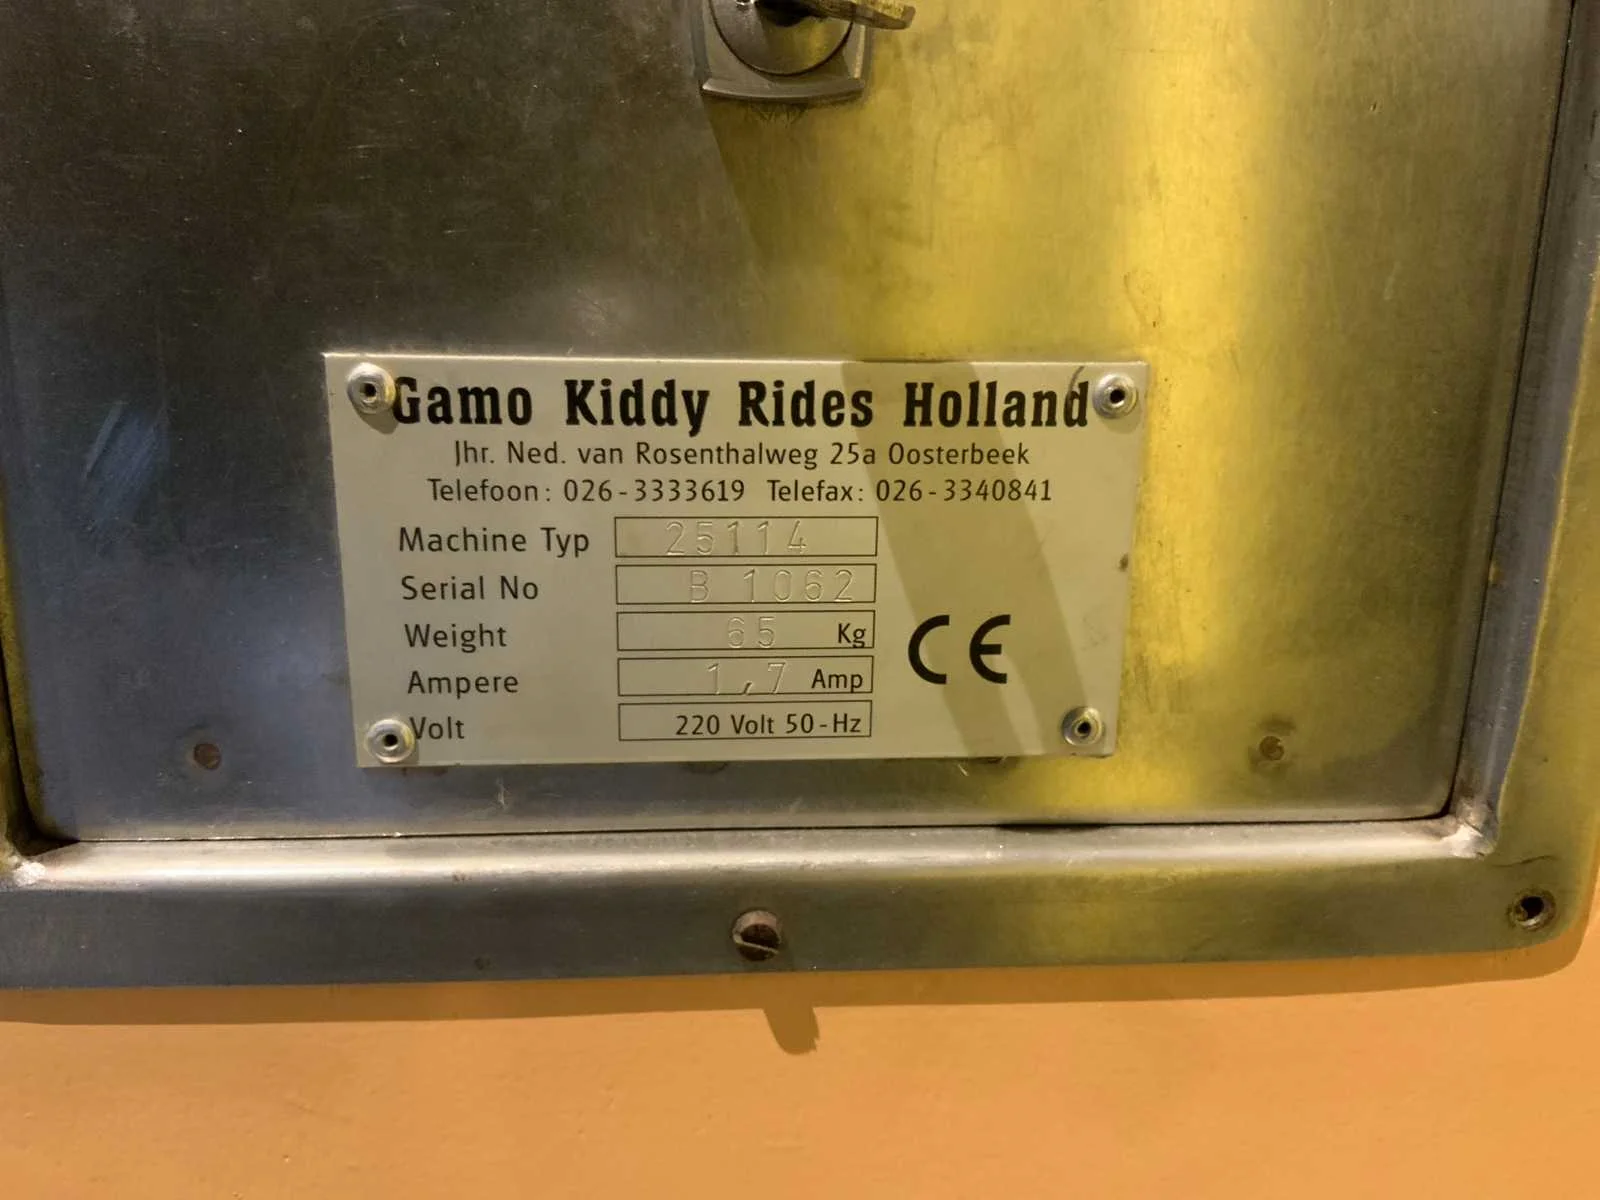 Gamo Kiddy Rides Holland
Jhr. Ned. van Rosenthalweg 25a Oosterbeek
Telefoon: 026-3333619 Telefax: 026-3340841
Machine Typ 25114
Serial No B 1062
Weight 65 Kg
Ampere 1,7 Amp
Volt 220 Volt 50-Hz
CE